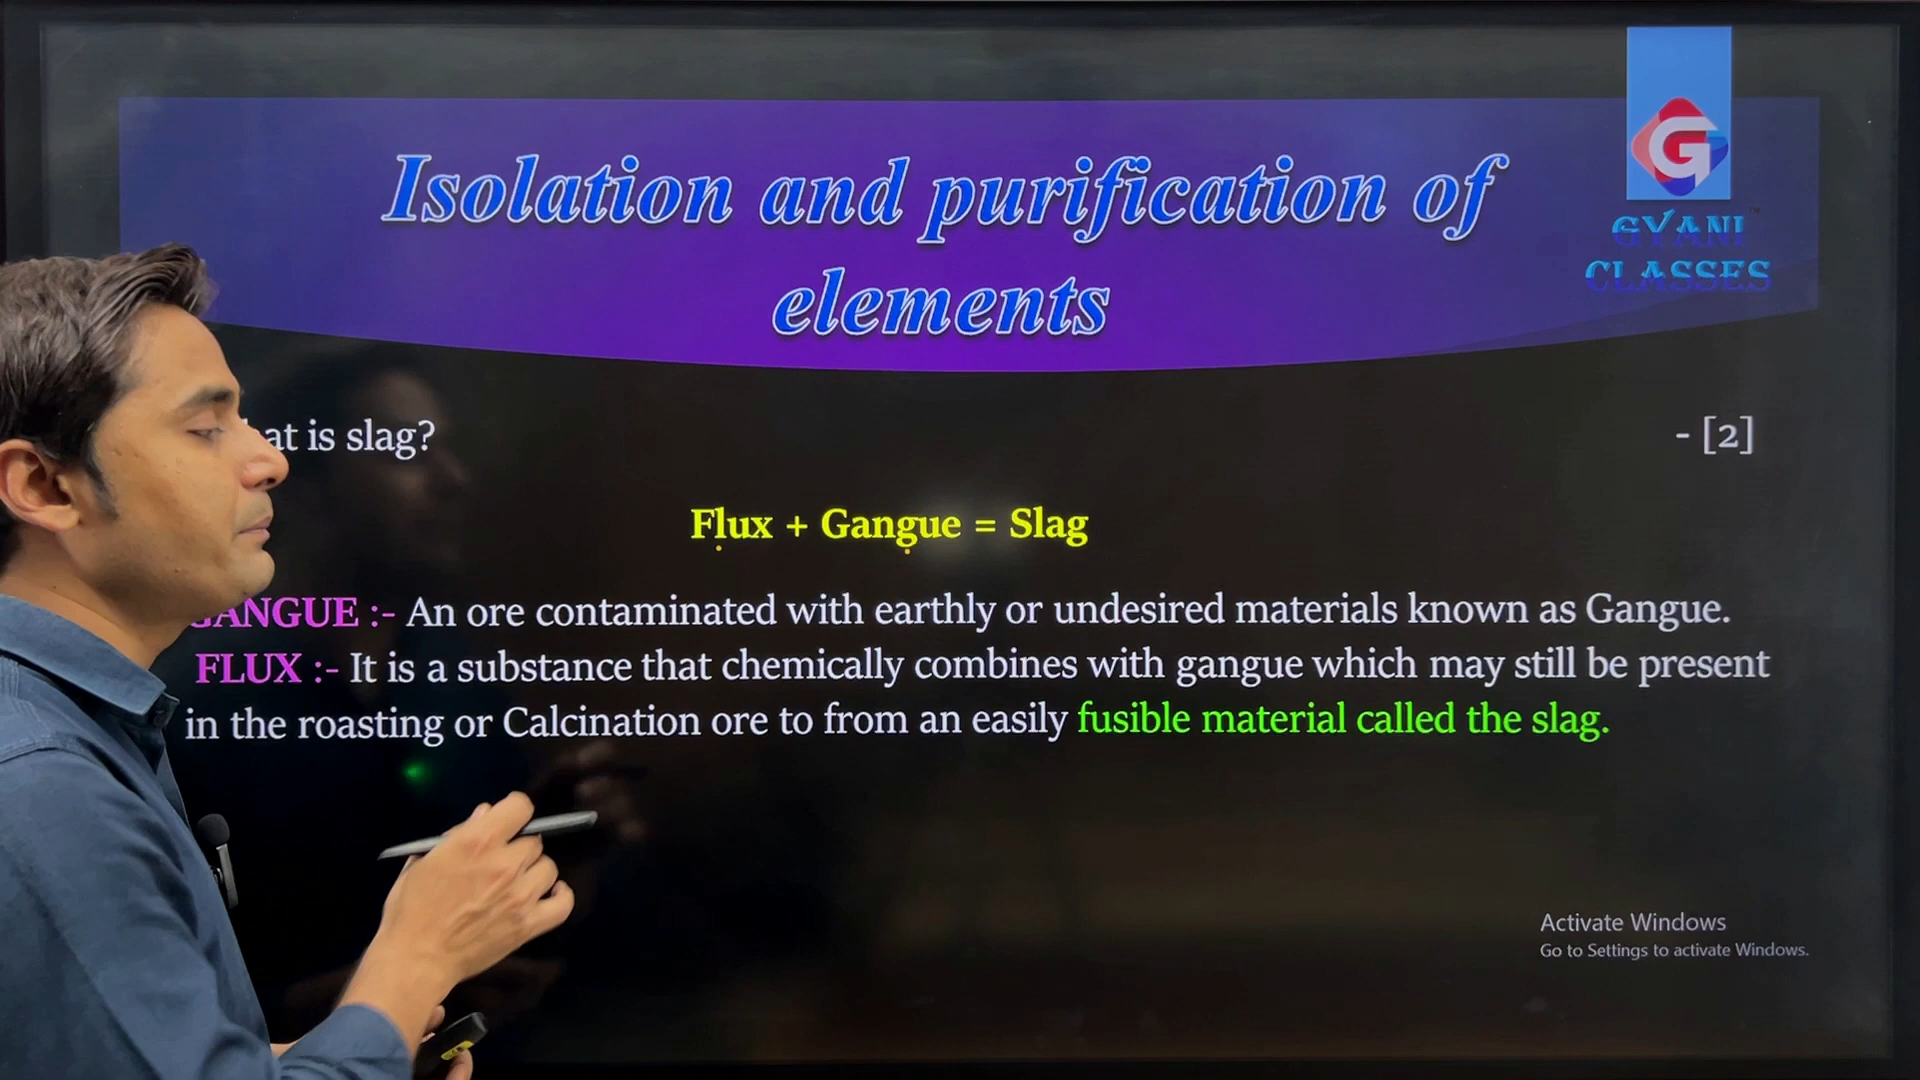 Isolation and purification of
elements
G
GYANI
CLASSES
at is slag? - [2]
Flux + Gangue = Slag
GANGUE :- An ore contaminated with earthly or undesired materials known as Gangue.
FLUX :- It is a substance that chemically combines with gangue which may still be present
in the roasting or Calcination ore to from an easily fusible material called the slag.
Activate Windows
Go to Settings to activate Windows.